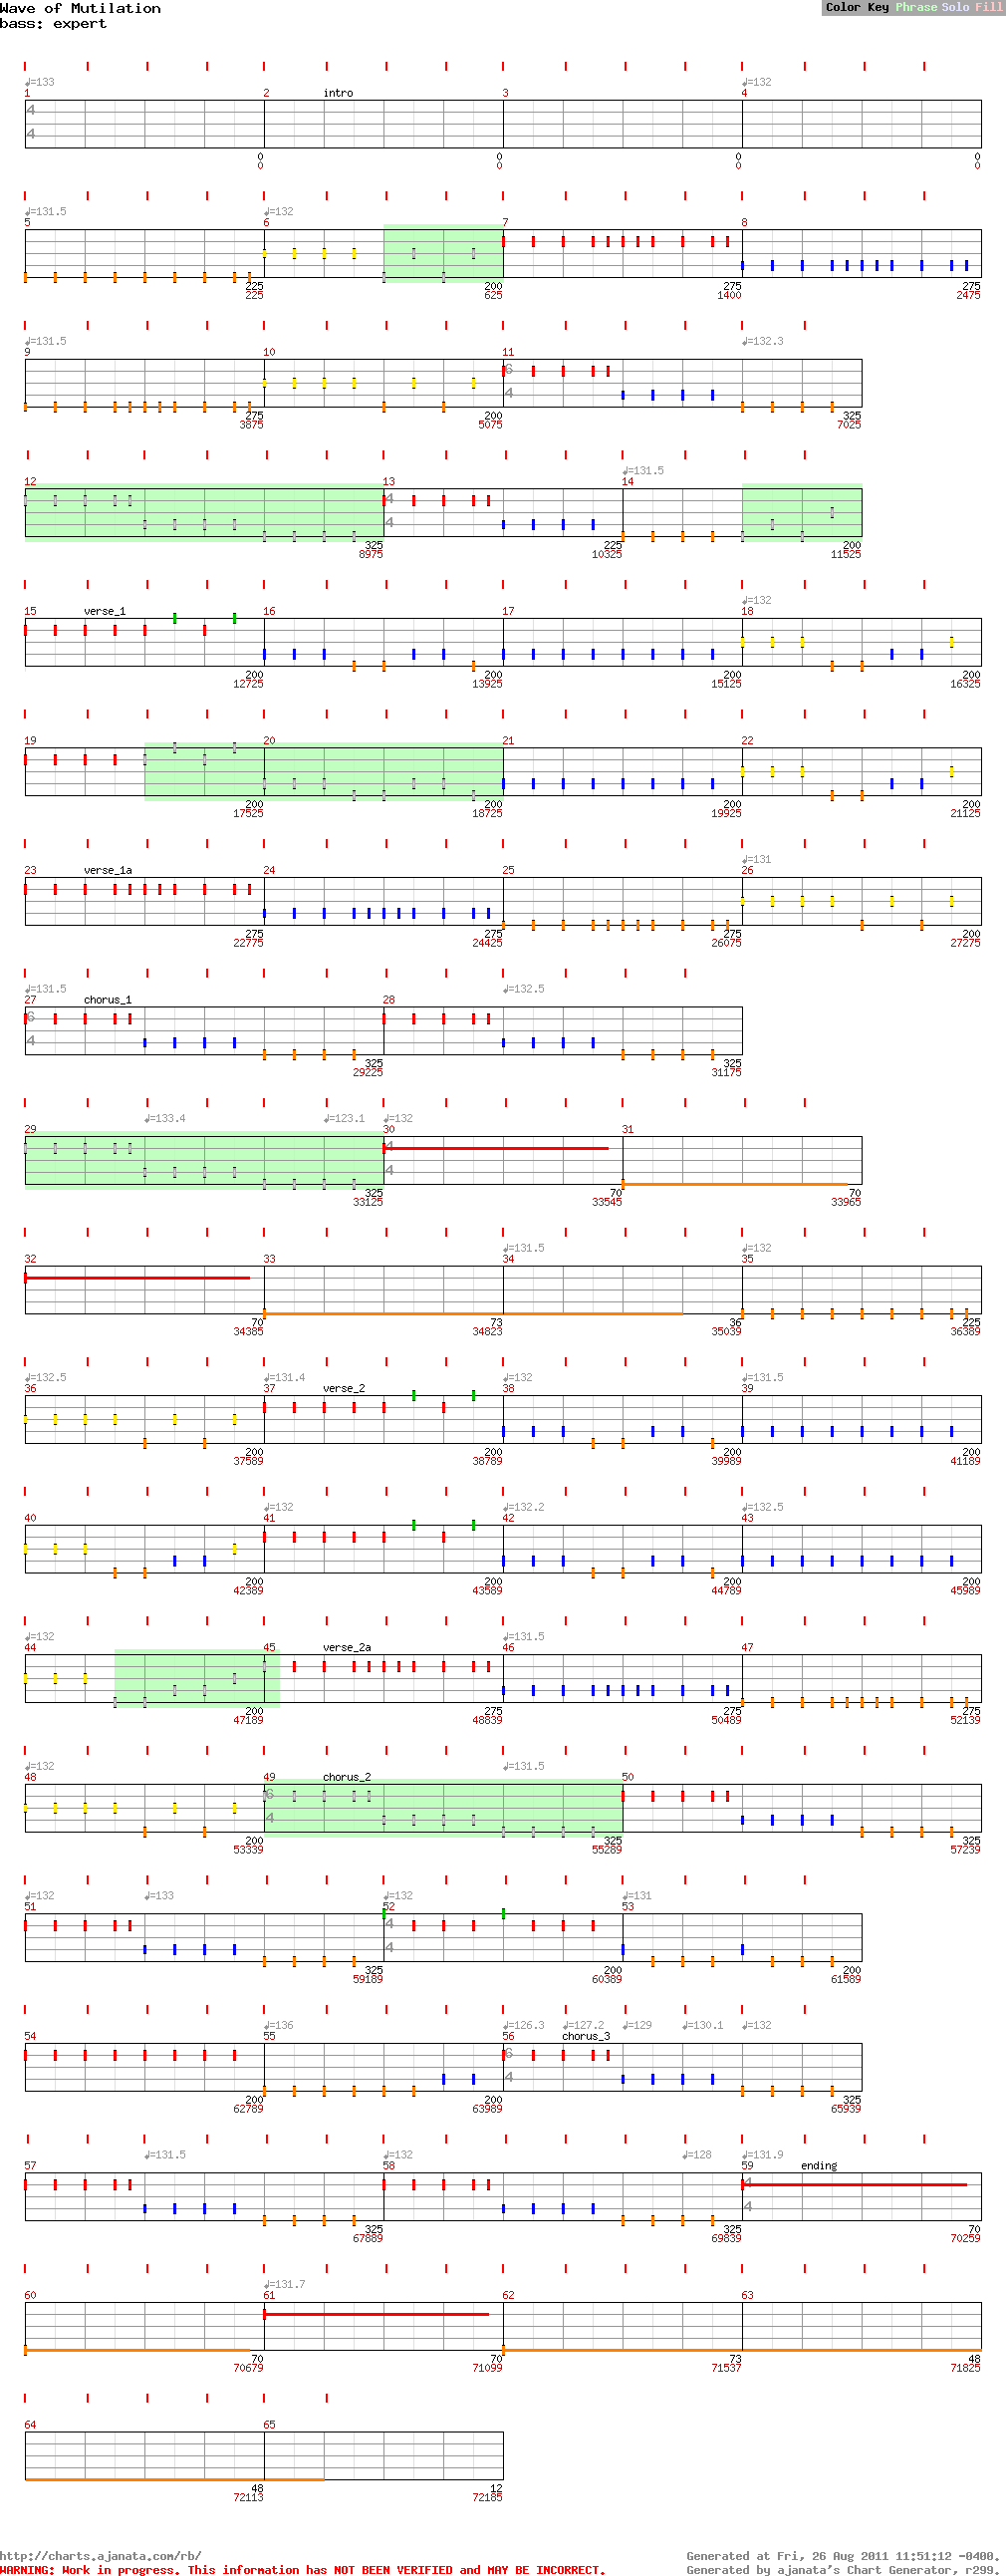 Wave of Mutilation
Color Key Phrase Solo Fill
bass: expert
♩=133 ♩=132
1 2 intro 3 4
4
4
0 0 0 0
0 0 0 0
♩=131.5 ♩=132
5 6 7 8
225 200 275 275
225 625 1400 2475
♩=131.5 ♩=132.3
9 10 11
6
4
275 200 325
3875 5075 7025
♩=131.5
12 13 14
4
4
325 225 200
8975 10325 11525
♩=132
15 verse_1 16 17 18
200 200 200 200
12725 13925 15125 16325
19 20 21 22
200 200 200 200
17525 18725 19925 21125
♩=131
23 verse_1a 24 25 26
275 275 275 200
22775 24425 26075 27275
♩=131.5 ♩=132.5
27 chorus_1 28
6
4
325 325
29225 31175
♩=133.4 ♩=123.1 ♩=132
29 30 31
4
4
325 70 70
33125 33545 33965
♩=131.5 ♩=132
32 33 34 35
70 73 36 225
34385 34823 35039 36389
♩=132.5 ♩=131.4 ♩=132 ♩=131.5
36 37 verse_2 38 39
200 200 200 200
37589 38789 39989 41189
♩=132 ♩=132.2 ♩=132.5
40 41 42 43
200 200 200 200
42389 43589 44789 45989
♩=132 ♩=131.5
44 45 verse_2a 46 47
200 275 275 275
47189 48839 50489 52139
♩=132 ♩=131.5
48 49 chorus_2 50
6
4
200 325 325
53339 55289 57239
♩=132 ♩=133 ♩=132 ♩=131
51 52 53
4
4
325 200 200
59189 60389 61589
♩=136 ♩=126.3 ♩=127.2 ♩=129 ♩=130.1 ♩=132
54 55 56 chorus_3
6
4
200 200 325
62789 63989 65939
♩=131.5 ♩=132 ♩=128 ♩=131.9
57 58 59 ending
4
4
325 325 70
67889 69839 70259
♩=131.7
60 61 62 63
70 70 73 48
70679 71099 71537 71825
64 65
48 12
72113 72185
http://charts.ajanata.com/rb/
Generated at Fri, 26 Aug 2011 11:51:12 -0400.
WARNING: Work in progress. This information has NOT BEEN VERIFIED and MAY BE INCORRECT.
Generated by ajanata's Chart Generator, r299.